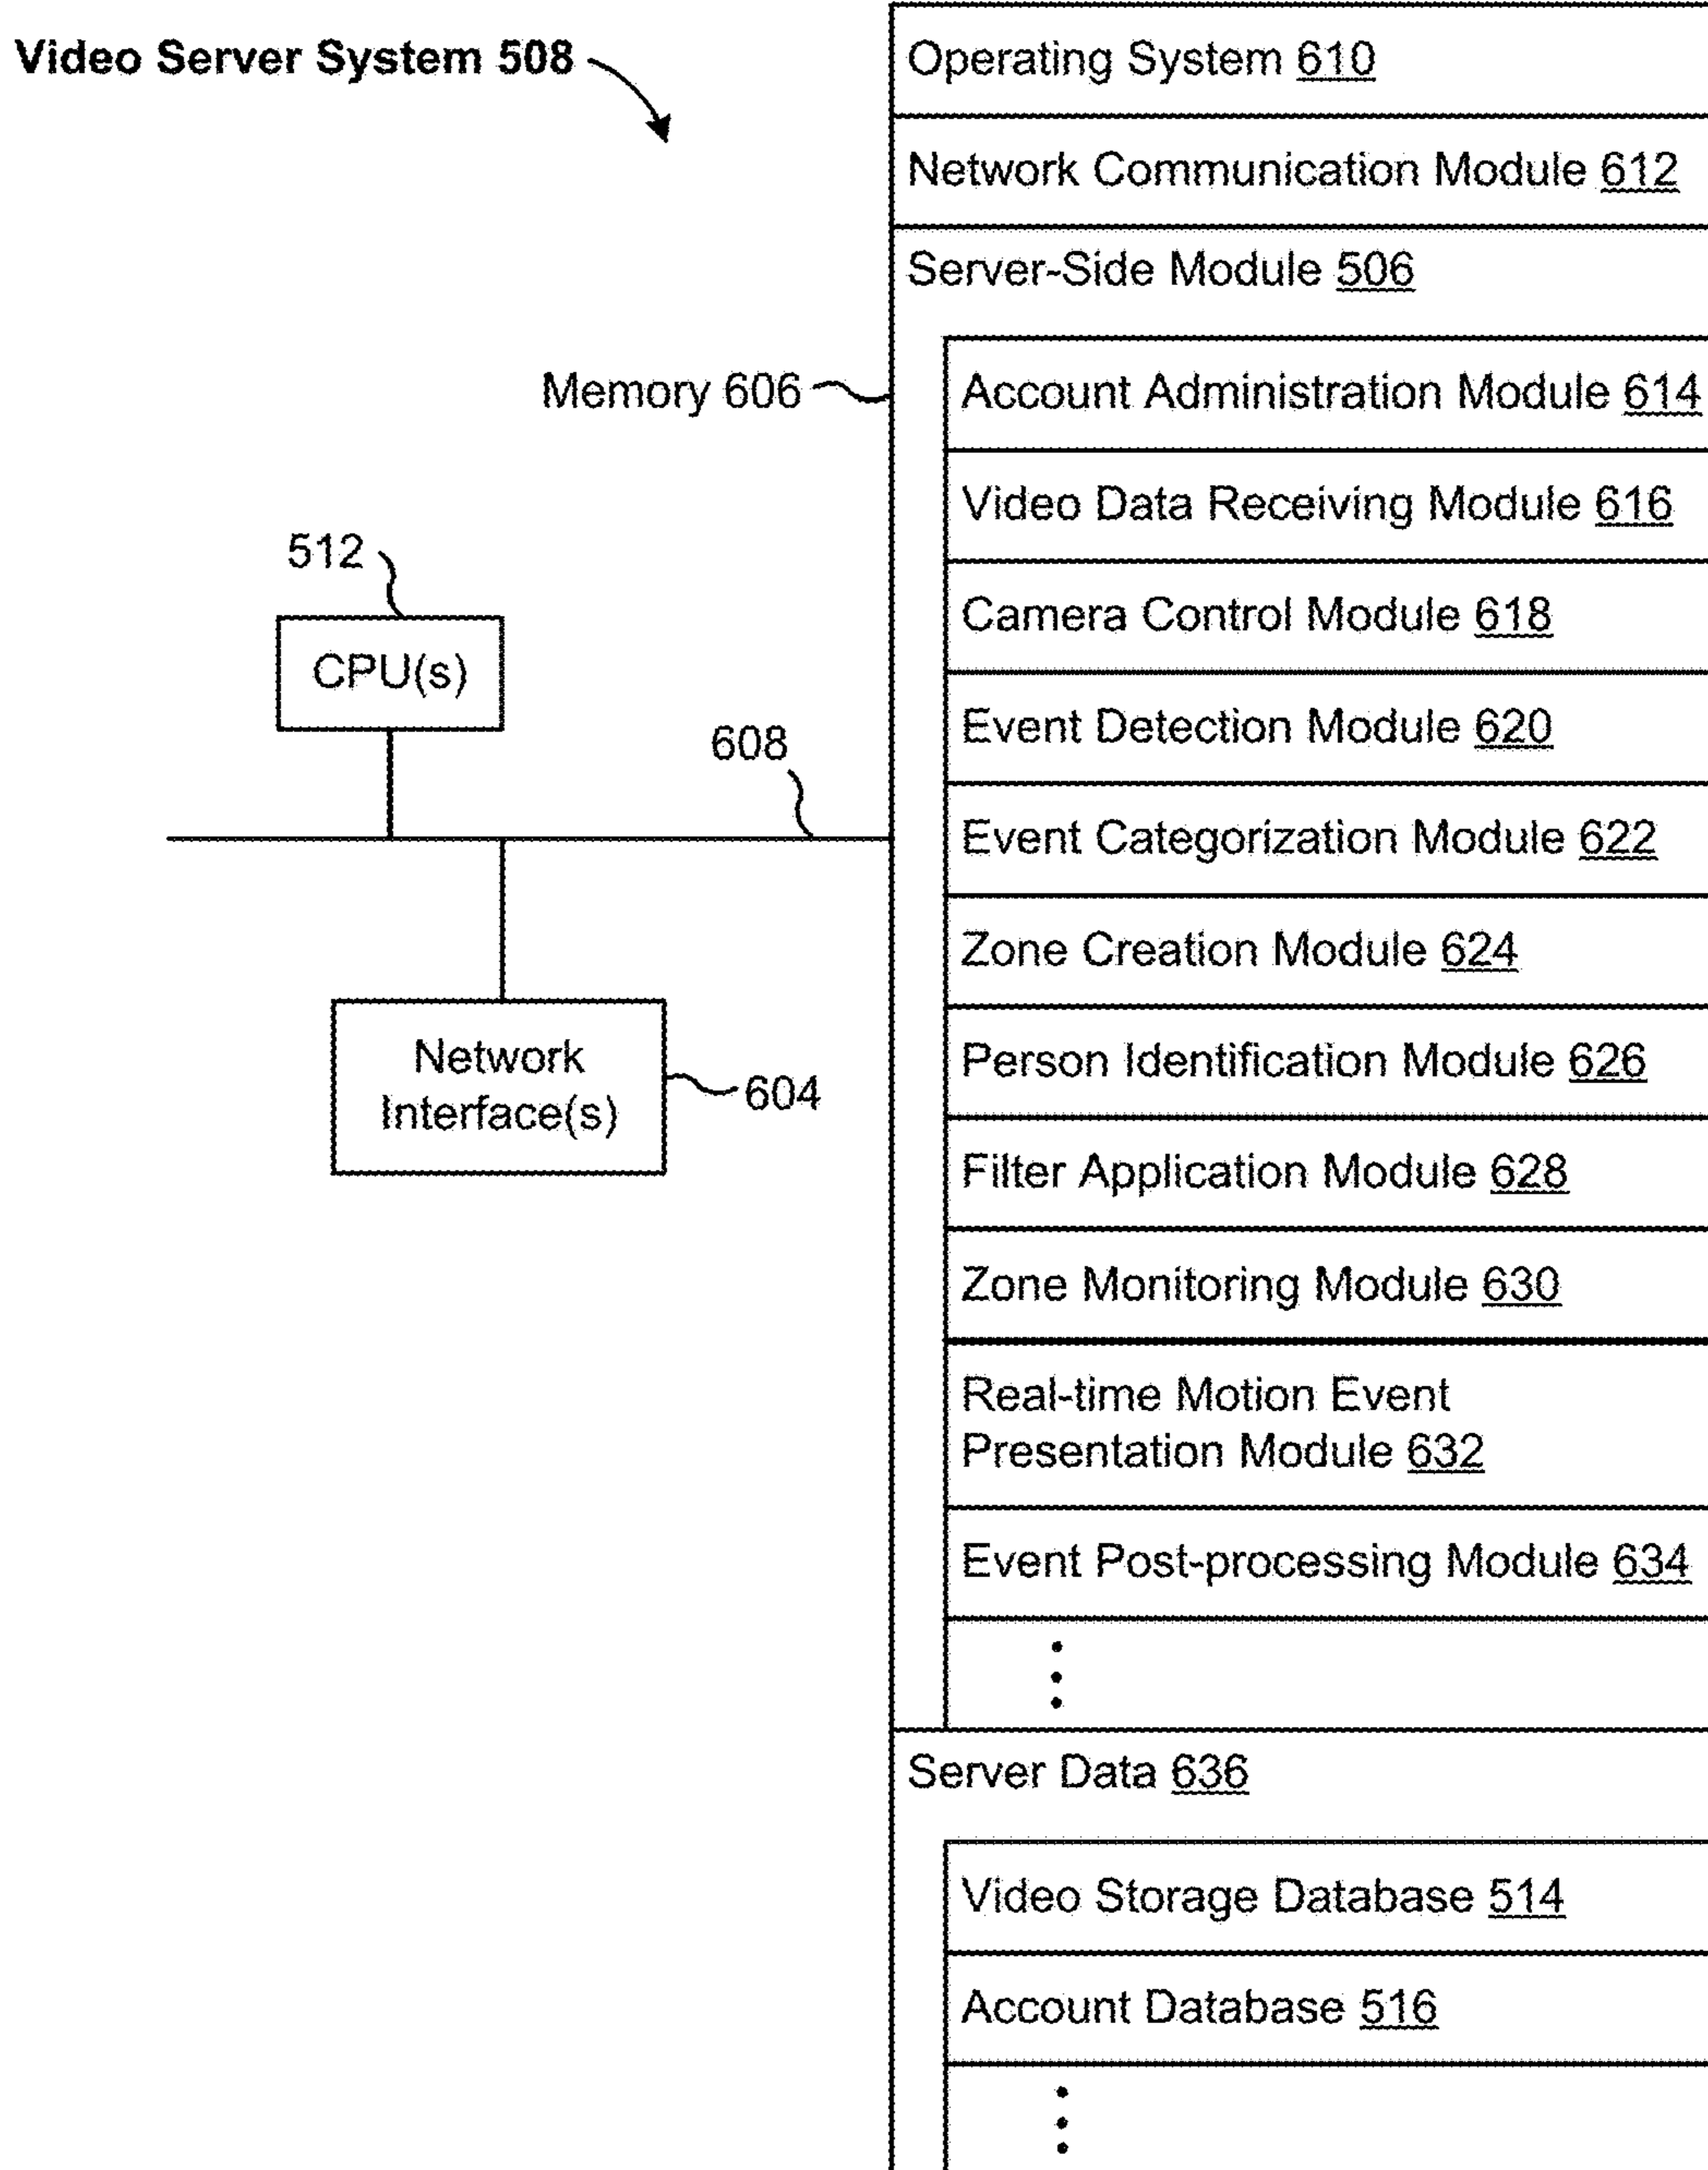 Video Server System 508
Operating System 610
Network Communication Module 612
Server-Side Module 506
Memory 606
Account Administration Module 614
Video Data Receiving Module 616
512
CPU(s)
Camera Control Module 618
Event Detection Module 620
608
Event Categorization Module 622
Zone Creation Module 624
Network
Interface(s)
604
Person Identification Module 626
Filter Application Module 628
Zone Monitoring Module 630
Real-time Motion Event
Presentation Module 632
Event Post-processing Module 634
Server Data 636
Video Storage Database 514
Account Database 516